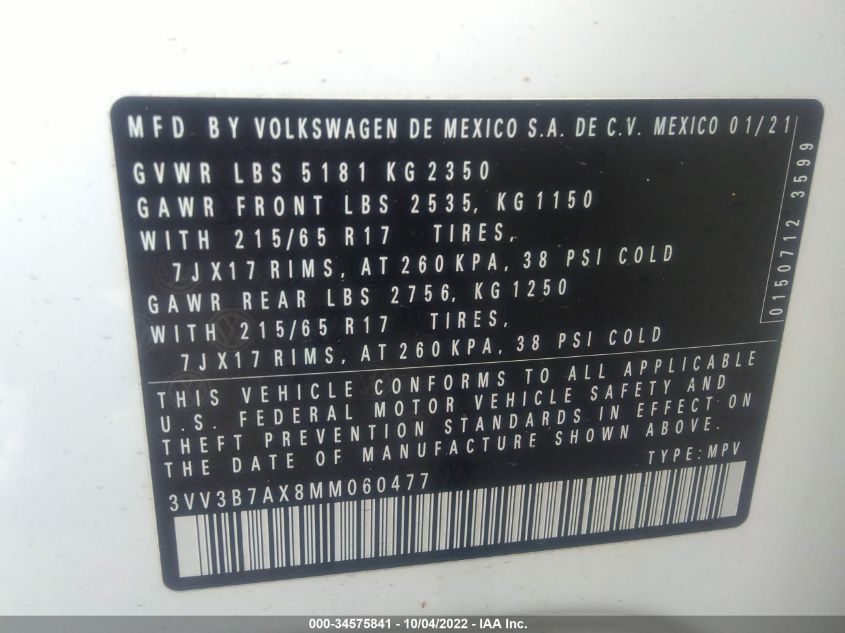 MFD BY VOLKSWAGEN DE MEXICO S.A. DE C.V. MEXICO 01/21
GVWR LBS 5181 KG 2350
GAWR FRONT LBS 2535, KG 1150
WITH 215/65 R17 TIRES,
7JX17 RIMS, AT 260 KPA, 38 PSI COLD
GAWR REAR LBS 2756, KG 1250
WITH 215/65 R17 TIRES,
7JX17 RIMS, AT 260 KPA, 38 PSI COLD
0150712 3599
THIS VEHICLE CONFORMS TO ALL APPLICABLE
U.S. FEDERAL MOTOR VEHICLE SAFETY AND
THEFT PREVENTION STANDARDS IN EFFECT ON
THE DATE OF MANUFACTURE SHOWN ABOVE.
TYPE: MPV
3VV3B7AX8MM060477
000-34575841 - 10/04/2022 - IAA Inc.